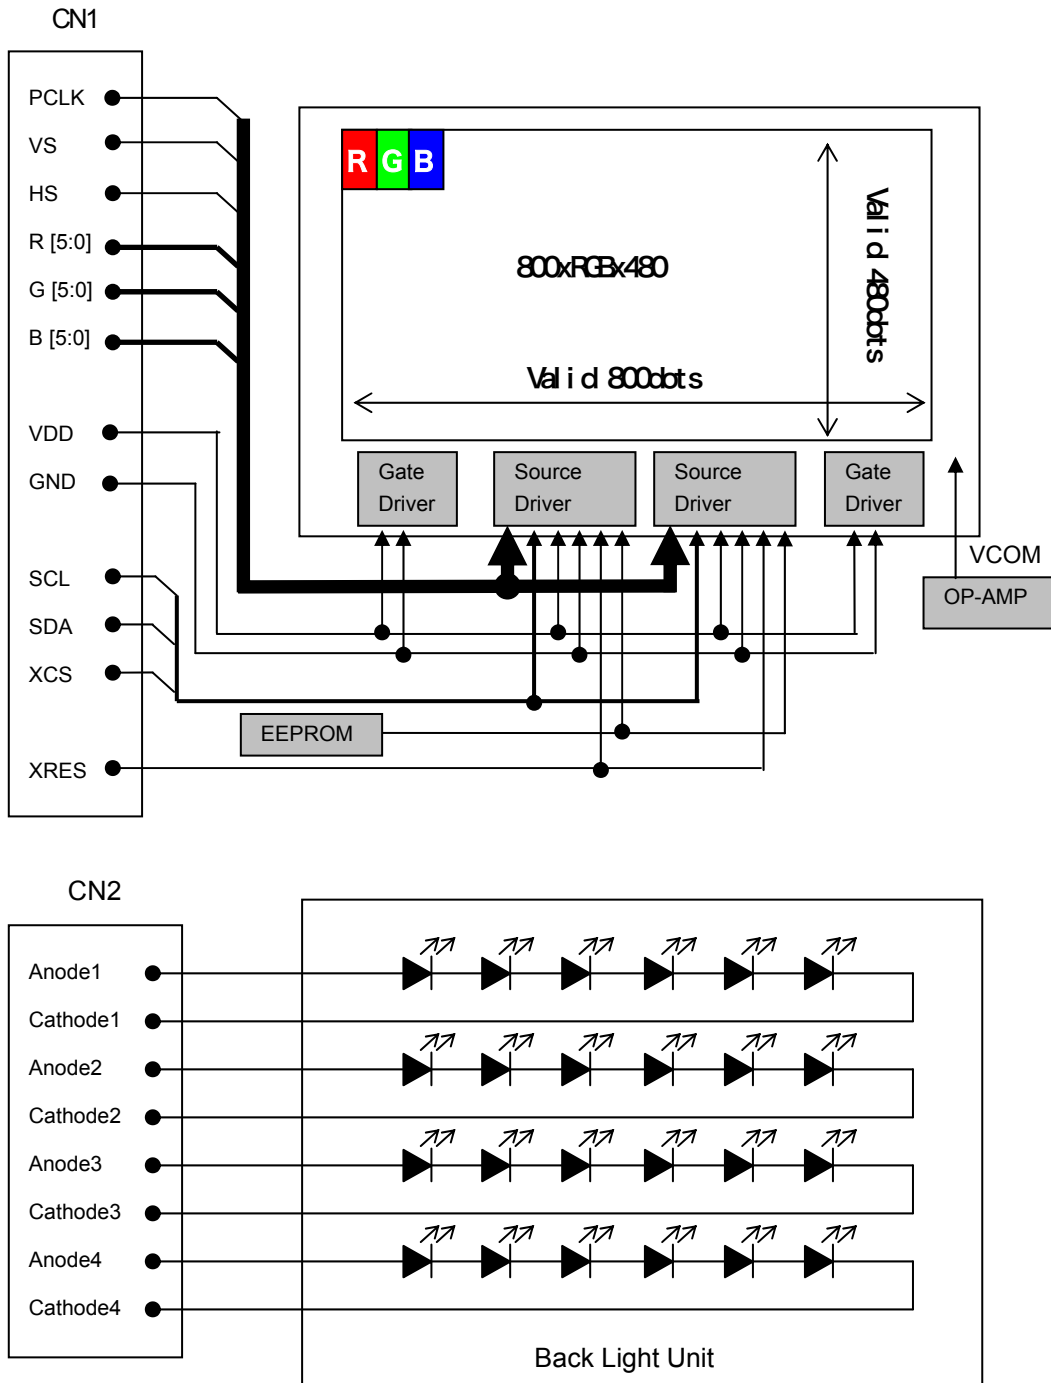 CN1
PCLK
VS
HS
R [5:0]
G [5:0]
B [5:0]
VDD
GND
SCL
SDA
XCS
XRES
R G B
800xRGBx480
Valid 480dots
Valid 800dots
Gate
Driver
Source
Driver
Source
Driver
Gate
Driver
VCOM
OP-AMP
EEPROM
CN2
Anode1
Cathode1
Anode2
Cathode2
Anode3
Cathode3
Anode4
Cathode4
Back Light Unit